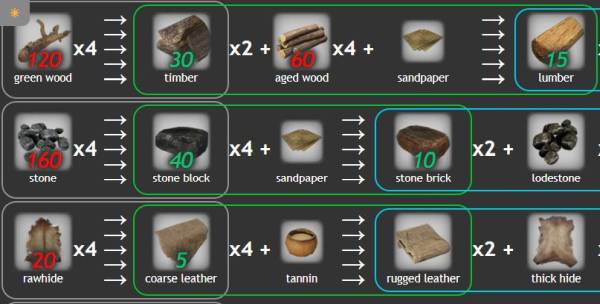 120 x4 30 x2 + 60 x4 + 15
green wood timber aged wood sandpaper lumber
160 x4 40 x4 + 10 x2 +
stone stone block sandpaper stone brick lodestone
20 x4 5 x4 + x2 +
rawhide coarse leather tannin rugged leather thick hide